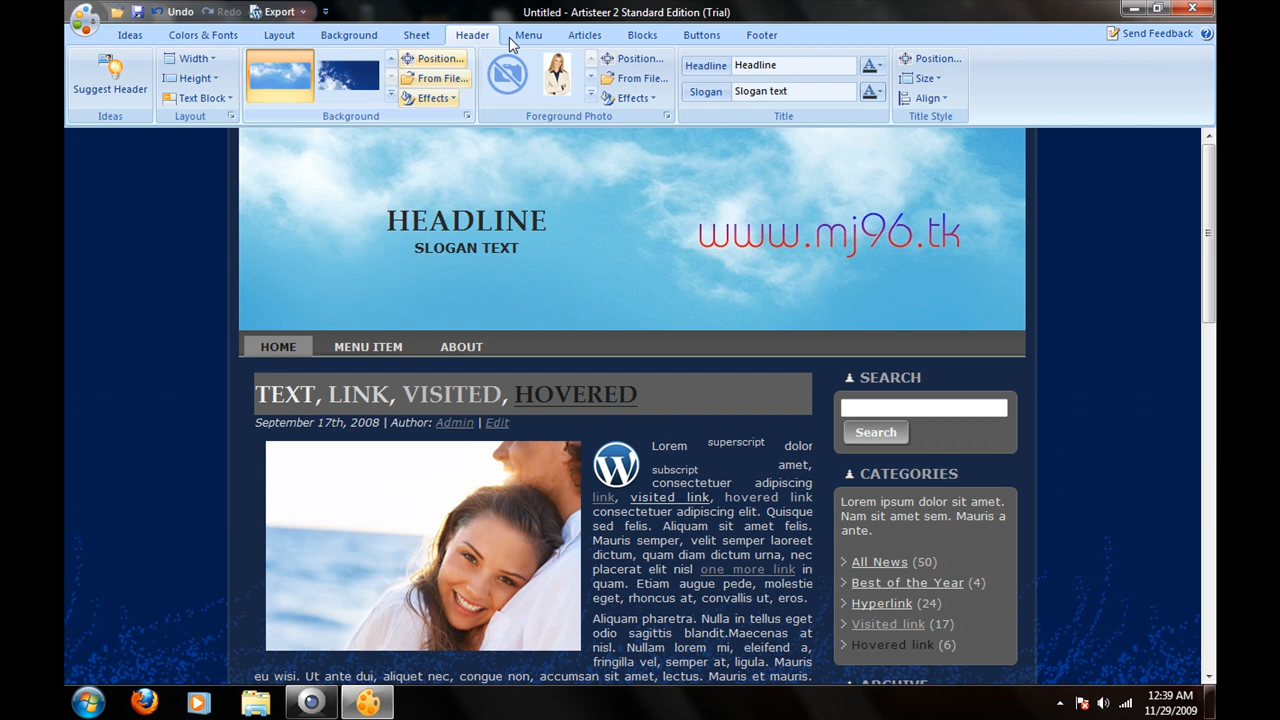 Undo Redo Export
Untitled - Artisteer 2 Standard Edition (Trial)
Ideas Colors & Fonts Layout Background Sheet Header Menu Articles Blocks Buttons Footer
Send Feedback
Suggest Header
Ideas
Width
Height
Text Block
Layout
Position...
From File...
Effects
Background
Position...
From File...
Effects
Foreground Photo
Headline Headline
Slogan Slogan text
Title
Position...
Size
Align
Title Style
HEADLINE
SLOGAN TEXT
www.mj96.tk
HOME MENU ITEM ABOUT
TEXT, LINK, VISITED, HOVERED
September 17th, 2008 | Author: Admin | Edit
Lorem superscript dolor
subscript amet,
consectetuer adipiscing
link, visited link, hovered link
consectetuer adipiscing elit. Quisque
sed felis. Aliquam sit amet felis.
Mauris semper, velit semper laoreet
dictum, quam diam dictum urna, nec
placerat elit nisl one more link in
quam. Etiam augue pede, molestie
eget, rhoncus at, convallis ut, eros.
Aliquam pharetra. Nulla in tellus eget
odio sagittis blandit.Maecenas at
nisl. Nullam lorem mi, eleifend a,
fringilla vel, semper at, ligula. Mauris
eu wisi. Ut ante dui, aliquet nec, congue non, accumsan sit amet, lectus. Mauris et mauris.
SEARCH
Search
CATEGORIES
Lorem ipsum dolor sit amet.
Nam sit amet sem. Mauris a
ante.
All News (50)
Best of the Year (4)
Hyperlink (24)
Visited link (17)
Hovered link (6)
12:39 AM
11/29/2009